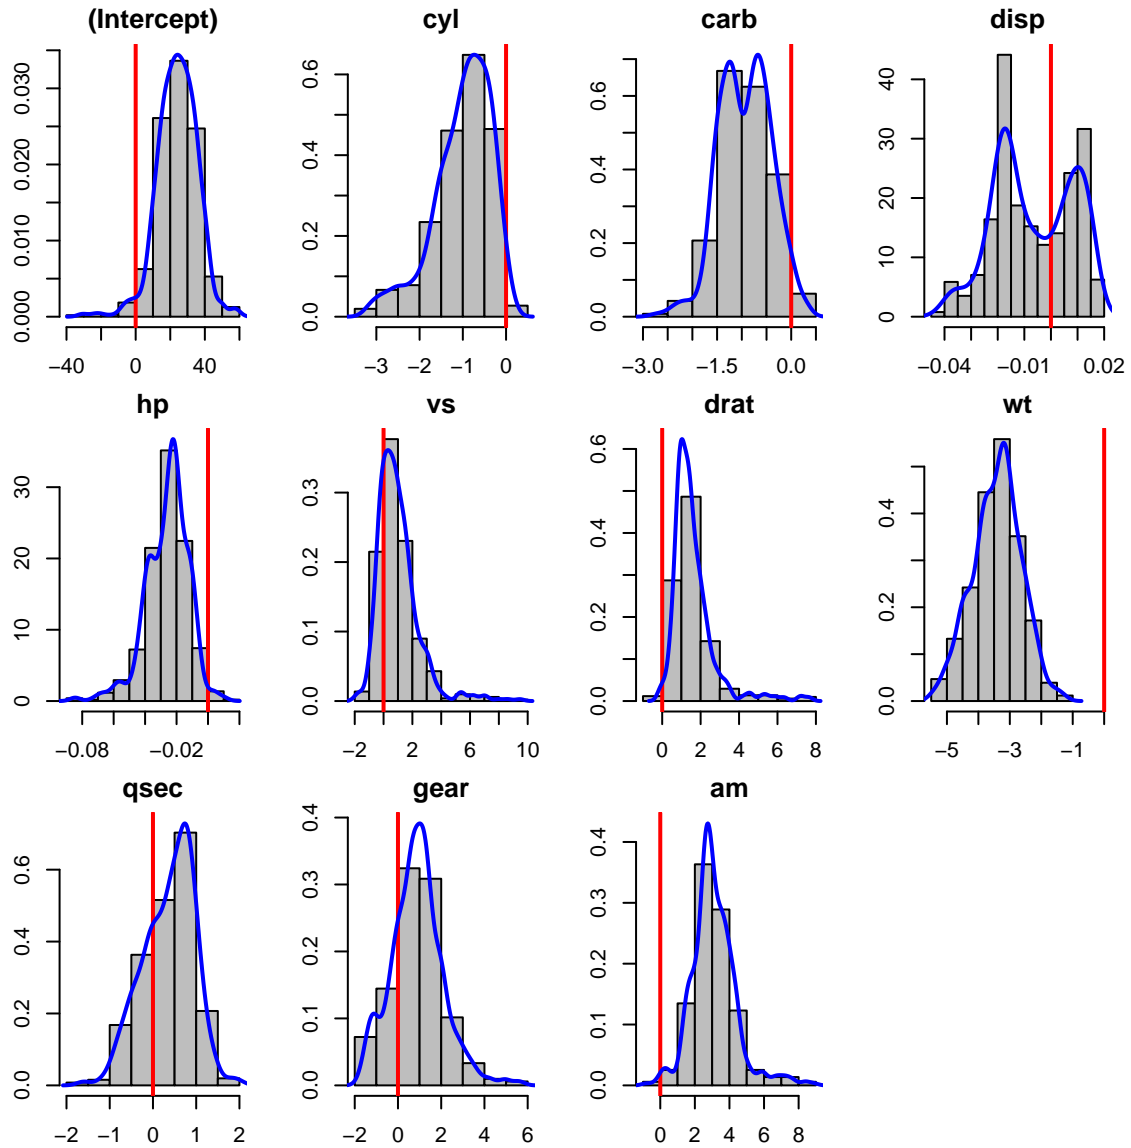 (Intercept) cyl carb disp
0.000 0.010 0.020 0.030
−40 0 40
0.0 0.2 0.4 0.6
−3 −2 −1 0
0.0 0.2 0.4 0.6
−3.0 −1.5 0.0
0 10 20 30 40
−0.04 −0.01 0.02
hp vs drat wt
0 10 30
−0.08 −0.02
0.0 0.1 0.2 0.3
−2 2 6 10
0.0 0.2 0.4 0.6
0 2 4 6 8
0.0 0.2 0.4
−5 −3 −1
qsec gear am
0.0 0.2 0.4 0.6
−2 −1 0 1 2
0.0 0.1 0.2 0.3 0.4
−2 0 2 4 6
0.0 0.1 0.2 0.3 0.4
0 2 4 6 8